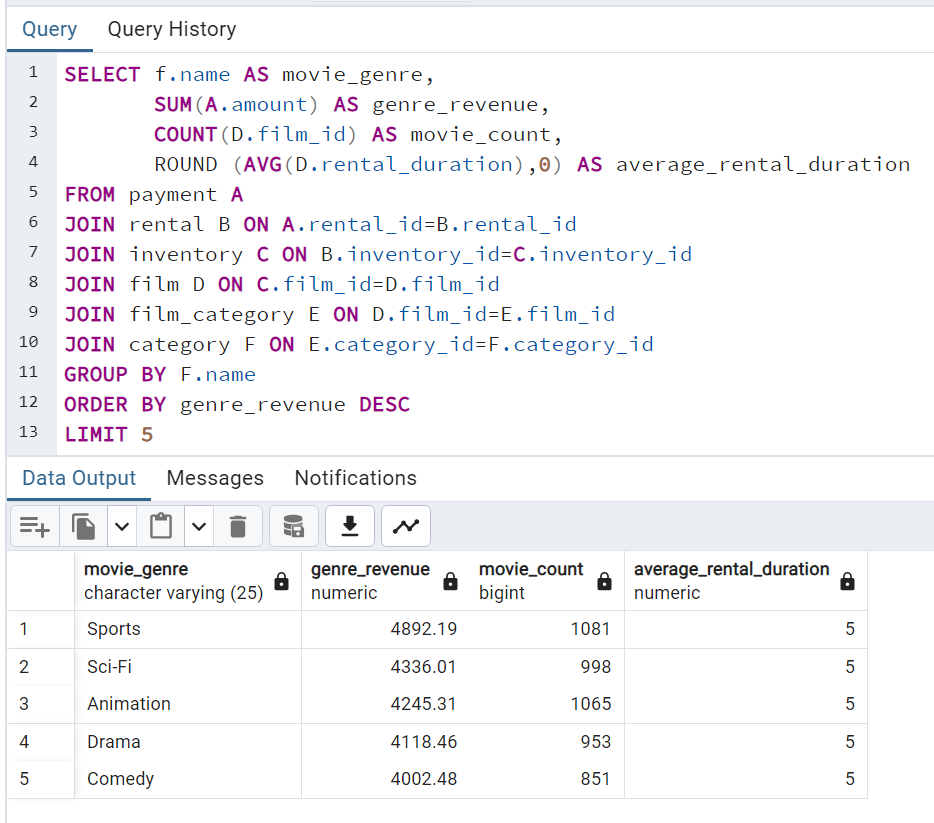 Query Query History
1 SELECT f.name AS movie_genre,
2 SUM(A.amount) AS genre_revenue,
3 COUNT(D.film_id) AS movie_count,
4 ROUND (AVG(D.rental_duration),0) AS average_rental_duration
5 FROM payment A
6 JOIN rental B ON A.rental_id=B.rental_id
7 JOIN inventory C ON B.inventory_id=C.inventory_id
8 JOIN film D ON C.film_id=D.film_id
9 JOIN film_category E ON D.film_id=E.film_id
10 JOIN category F ON E.category_id=F.category_id
11 GROUP BY F.name
12 ORDER BY genre_revenue DESC
13 LIMIT 5
Data Output Messages Notifications
movie_genre genre_revenue movie_count average_rental_duration
character varying (25) numeric bigint numeric
1 Sports 4892.19 1081 5
2 Sci-Fi 4336.01 998 5
3 Animation 4245.31 1065 5
4 Drama 4118.46 953 5
5 Comedy 4002.48 851 5